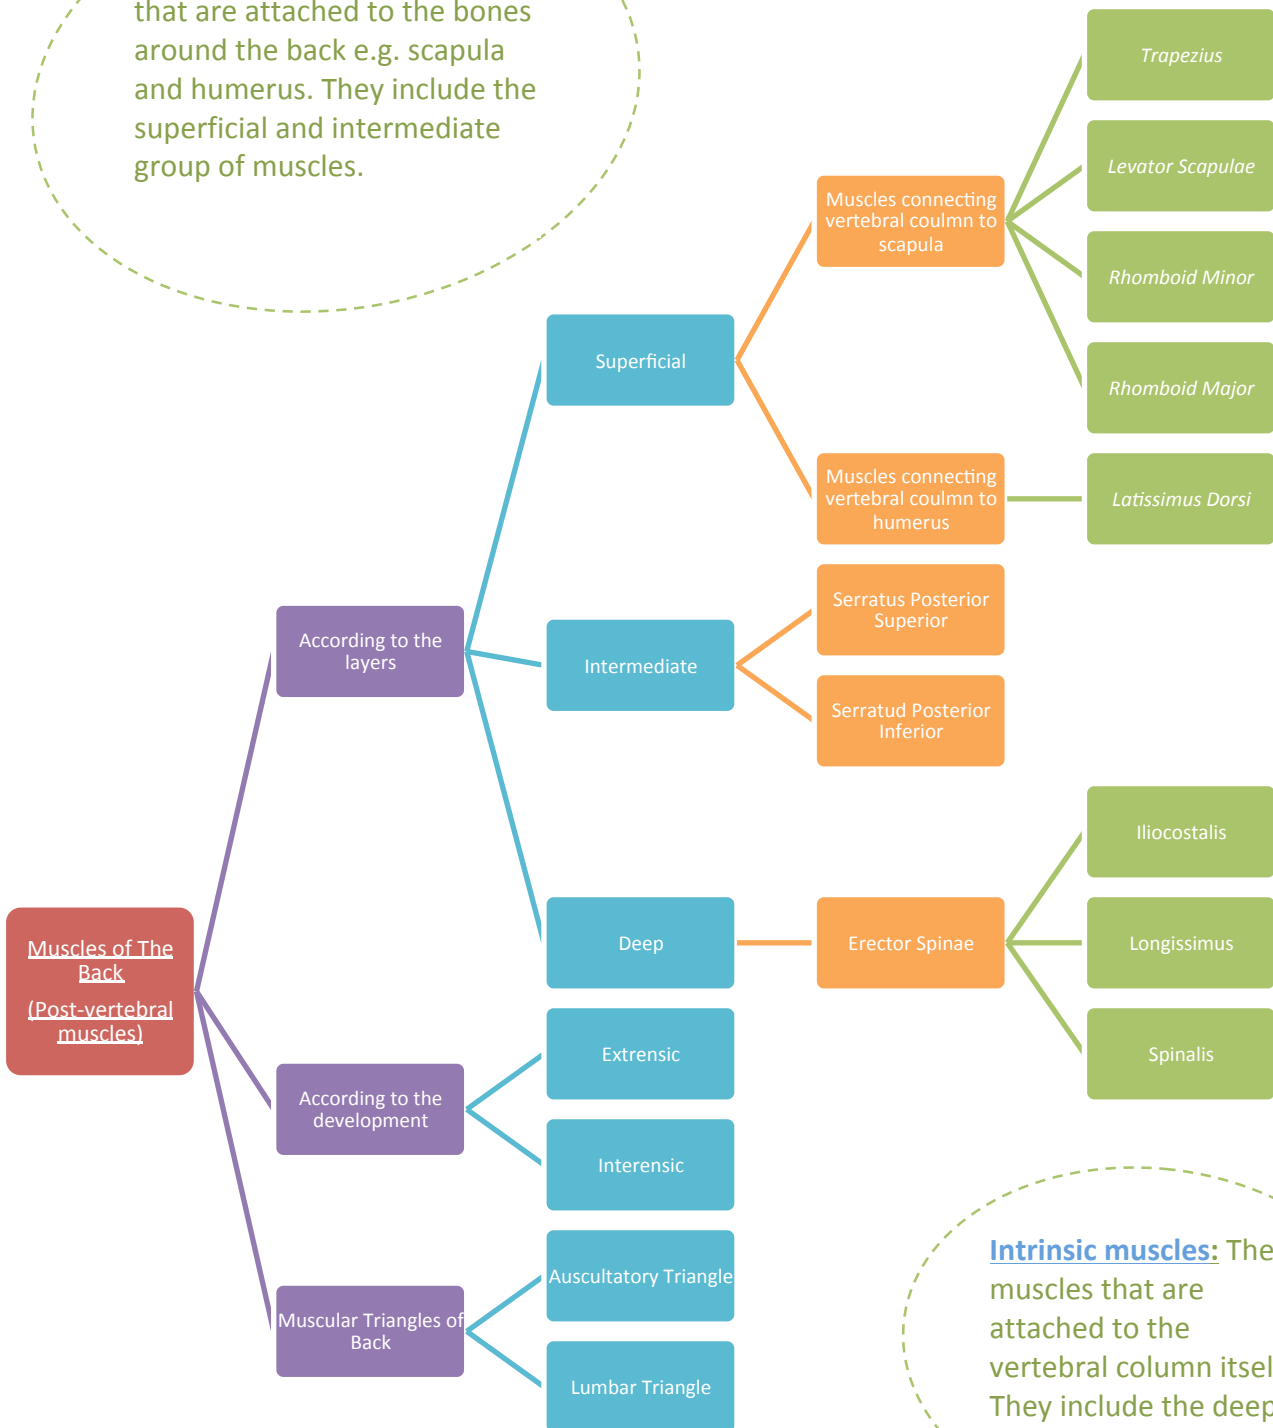 that are attached to the bones
around the back e.g. scapula
and humerus. They include the
superficial and intermediate
group of muscles.
Muscles of The
Back
(Post-vertebral
muscles)
According to the
layers
Superficial
Muscles connecting
vertebral coulmn to
scapula
Trapezius
Levator Scapulae
Rhomboid Minor
Rhomboid Major
Muscles connecting
vertebral coulmn to
humerus
Latissimus Dorsi
Intermediate
Serratus Posterior
Superior
Serratud Posterior
Inferior
Deep
Erector Spinae
Iliocostalis
Longissimus
Spinalis
According to the
development
Extrensic
Interensic
Muscular Triangles of
Back
Auscultatory Triangle
Lumbar Triangle
Intrinsic muscles: The
muscles that are
attached to the
vertebral column itsel
They include the deep